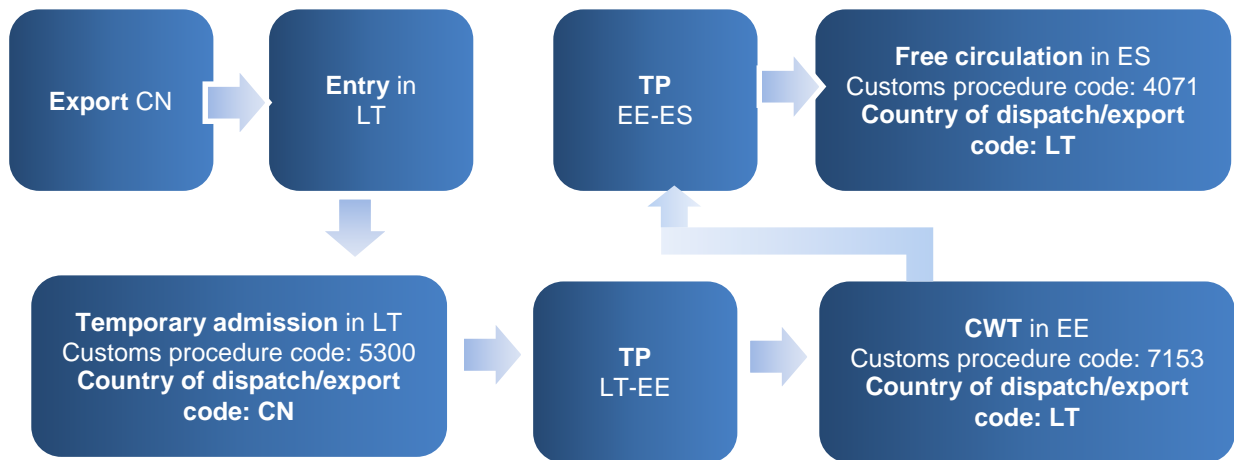 Export CN
Entry in
LT
TP
EE-ES
Free circulation in ES
Customs procedure code: 4071
Country of dispatch/export
code: LT
Temporary admission in LT
Customs procedure code: 5300
Country of dispatch/export
code: CN
TP
LT-EE
CWT in EE
Customs procedure code: 7153
Country of dispatch/export
code: LT